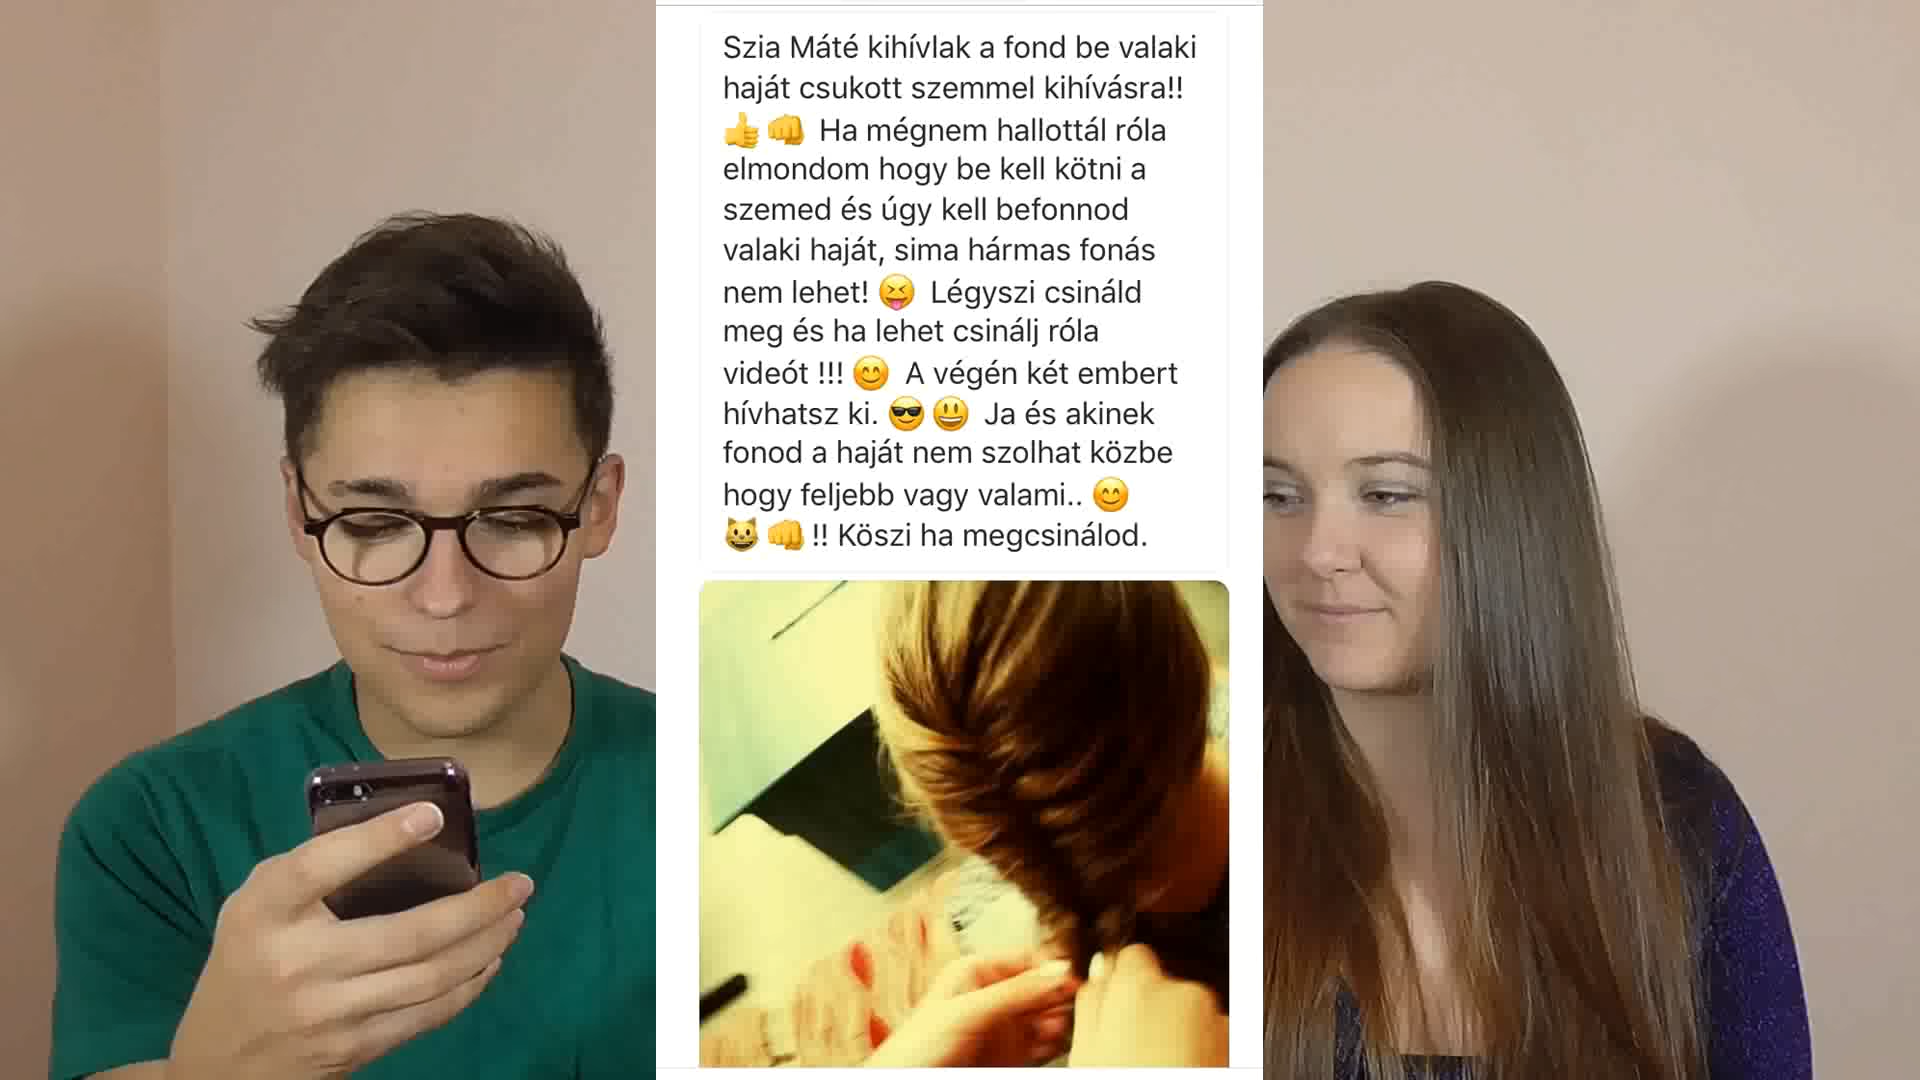 Szia Máté kihívlak a fond be valaki
haját csukott szemmel kihívásra!!
👍👊 Ha mégnem hallottál róla
elmondom hogy be kell kötni a
szemed és úgy kell befonnod
valaki haját, sima hármas fonás
nem lehet! 😝 Légyszi csináld
meg és ha lehet csinálj róla
videót !!! 😊 A végén két embert
hívhatsz ki. 😎😃 Ja és akinek
fonod a haját nem szolhat közbe
hogy feljebb vagy valami.. 😊
😺👊!! Köszi ha megcsinálod.